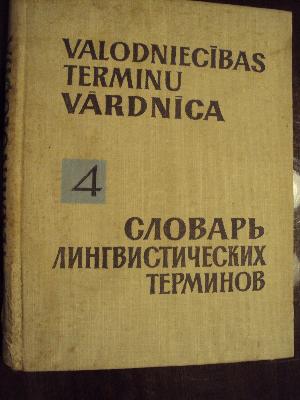 VALODNIECĪBAS
TERMINU
VĀRDNĪCA
4
СЛОВАРЬ
ЛИНГВИСТИЧЕСКИХ
ТЕРМИНОВ